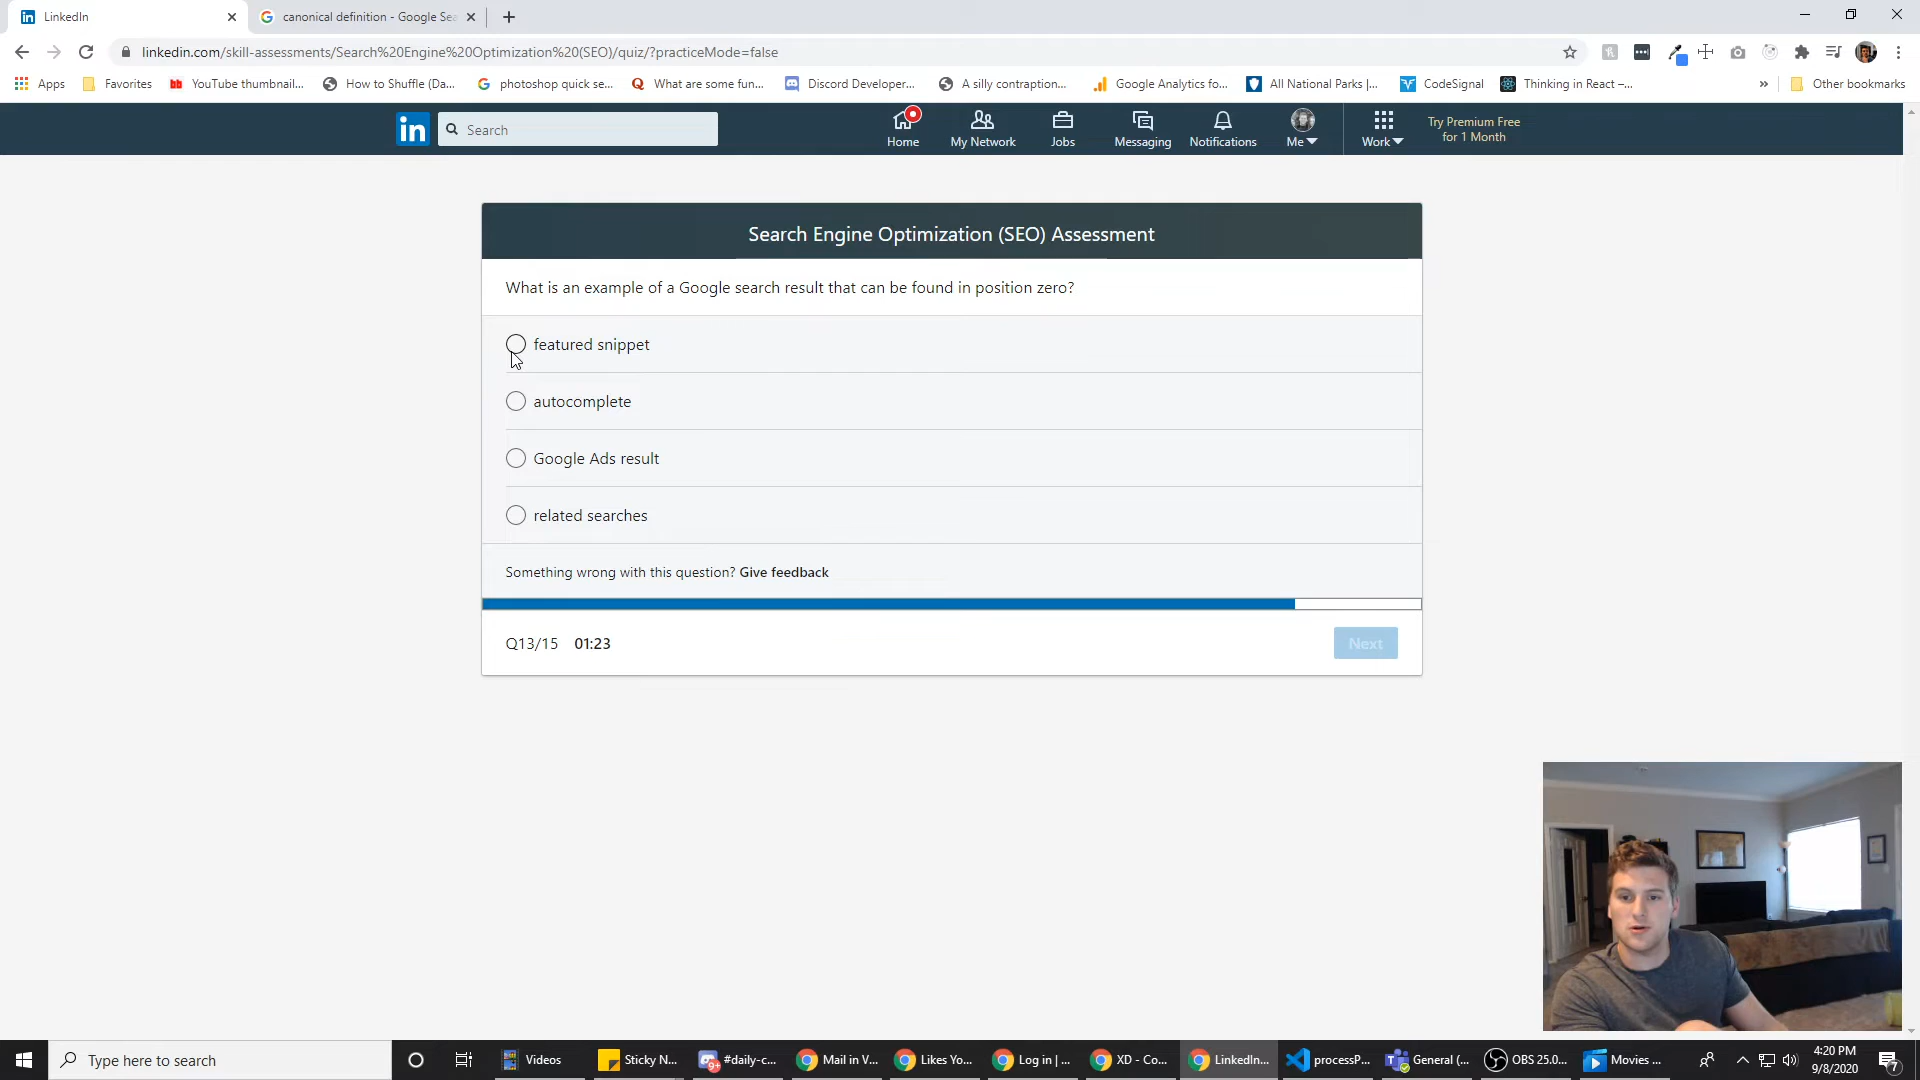 LinkedIn
canonical definition - Google Sea
linkedin.com/skill-assessments/Search%20Engine%20Optimization%20(SEO)/quiz/?practiceMode=false
Apps
Favorites
YouTube thumbnail...
How to Shuffle (Da...
photoshop quick se...
What are some fun...
Discord Developer...
A silly contraption...
Google Analytics fo...
All National Parks |...
CodeSignal
Thinking in React –...
»
Other bookmarks
in
Search
Home
My Network
Jobs
Messaging
Notifications
Me
Work
Try Premium Free
for 1 Month
Search Engine Optimization (SEO) Assessment
What is an example of a Google search result that can be found in position zero?
featured snippet
autocomplete
Google Ads result
related searches
Something wrong with this question? Give feedback
Q13/15 01:23
Next
Type here to search
Videos
Sticky N...
#daily-c...
Mail in V...
Likes Yo...
Log in | ...
XD - Co...
LinkedIn...
processP...
General (...
OBS 25.0...
Movies ...
4:20 PM
9/8/2020
7